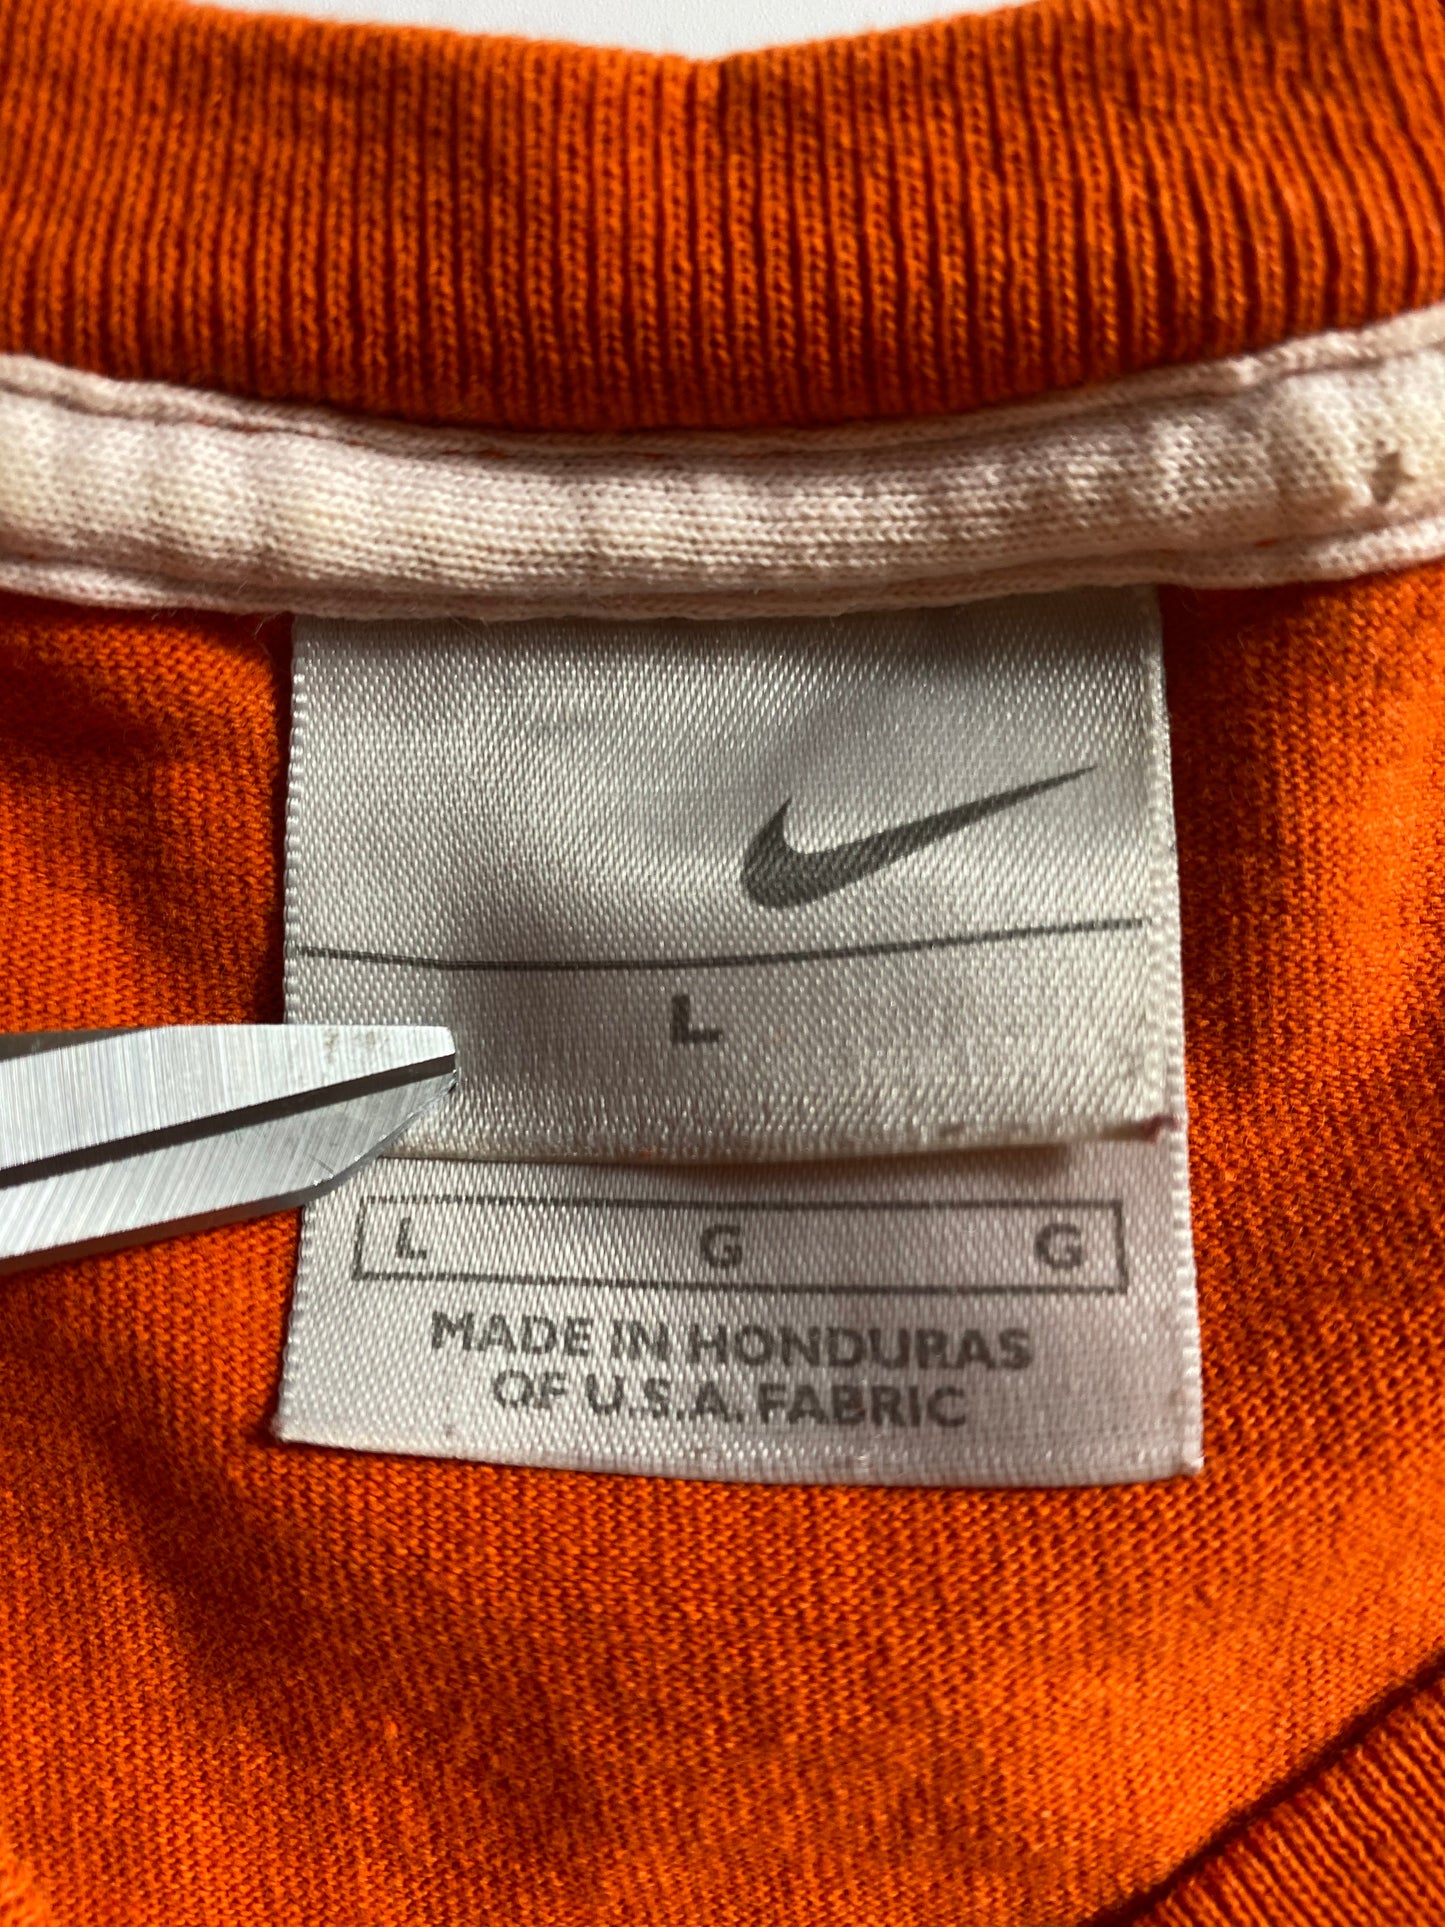 L
L G G
MADE IN HONDURAS
OF U.S.A. FABRIC